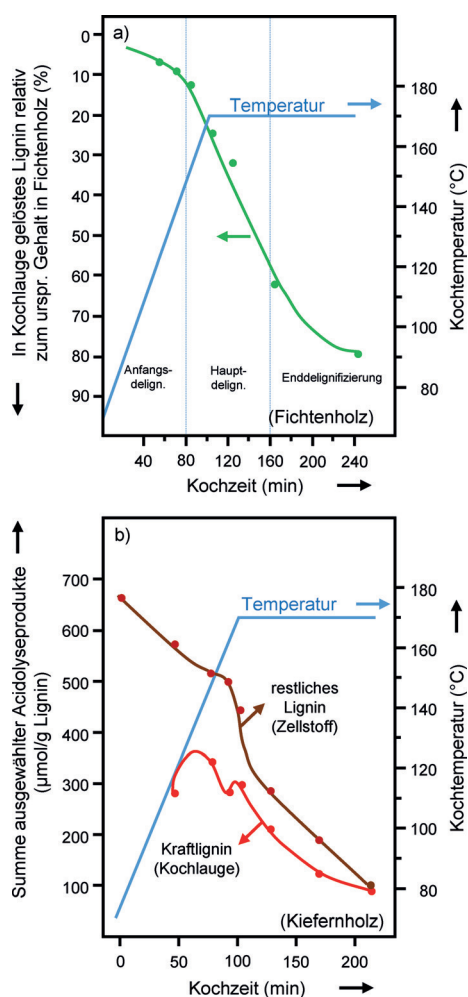 a)
In Kochlauge gelöstes Lignin relativ
zum urspr. Gehalt in Fichtenholz (%)
0
10
20
30
40
50
60
70
80
90
Temperatur
180
160
140
120
100
80
Kochtemperatur (°C)
Anfangs-
delign.
Haupt-
delign.
Enddelignifizierung
(Fichtenholz)
40
80
120
160
200
240
Kochzeit (min)
b)
Summe ausgewählter Acidolyseprodukte
(µmol/g Lignin)
700
600
500
400
300
200
100
Temperatur
180
160
140
120
100
80
Kochtemperatur (°C)
restliches
Lignin
(Zellstoff)
Kraftlignin
(Kochlauge)
(Kiefernholz)
0
50
100
150
200
Kochzeit (min)